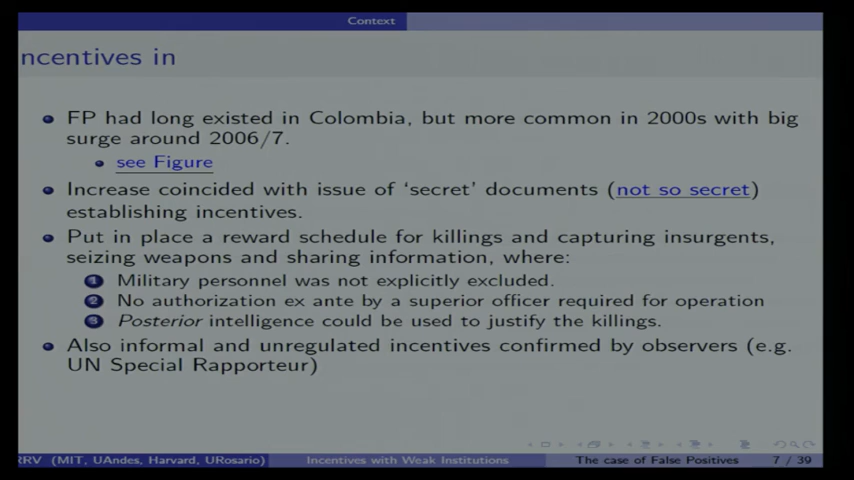 Context
ncentives in
FP had long existed in Colombia, but more common in 2000s with big
surge around 2006/7.
see Figure
Increase coincided with issue of ‘secret’ documents (not so secret)
establishing incentives.
Put in place a reward schedule for killings and capturing insurgents,
seizing weapons and sharing information, where:
1 Military personnel was not explicitly excluded.
2 No authorization ex ante by a superior officer required for operation
3 Posterior intelligence could be used to justify the killings.
Also informal and unregulated incentives confirmed by observers (e.g.
UN Special Rapporteur)
RRV (MIT, UAndes, Harvard, URosario) Incentives with Weak Institutions The case of False Positives 7 / 39